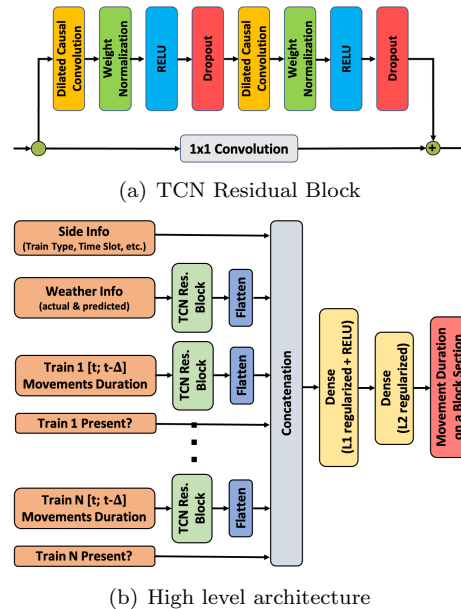 Dilated Causal
Convolution
Weight
Normalization
RELU
Dropout
Dilated Causal
Convolution
Weight
Normalization
RELU
Dropout
1x1 Convolution
+
(a) TCN Residual Block
Side Info
(Train Type, Time Slot, etc.)
Weather Info
(actual & predicted)
TCN Res.
Block
Flatten
Train 1 [t; t-Δ]
Movements Duration
TCN Res.
Block
Flatten
Train 1 Present?
Train N [t; t-Δ]
Movements Duration
TCN Res.
Block
Flatten
Train N Present?
Concatenation
Dense
(L1 regularized + RELU)
Dense
(L2 regularized)
Movement Duration
on a Block Section
(b) High level architecture